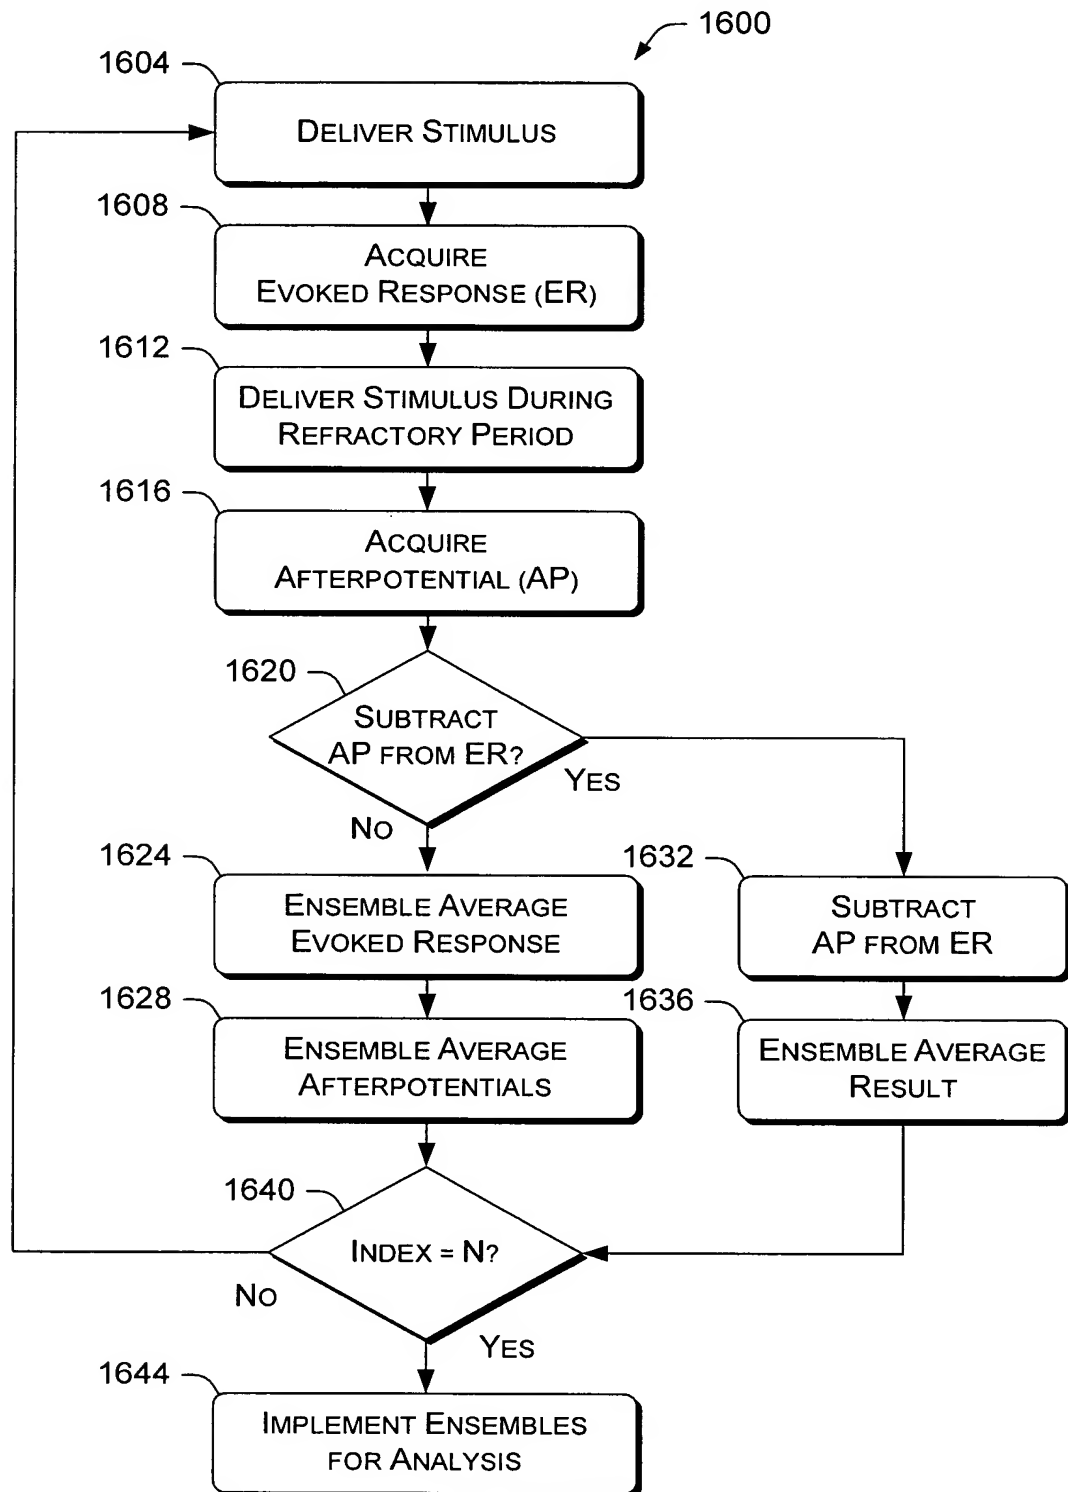 1600
1604
DELIVER STIMULUS
1608
ACQUIRE
EVOKED RESPONSE (ER)
1612
DELIVER STIMULUS DURING
REFRACTORY PERIOD
1616
ACQUIRE
AFTERPOTENTIAL (AP)
1620
SUBTRACT
AP FROM ER?
YES
NO
1624
ENSEMBLE AVERAGE
EVOKED RESPONSE
1632
SUBTRACT
AP FROM ER
1628
ENSEMBLE AVERAGE
AFTERPOTENTIALS
1636
ENSEMBLE AVERAGE
RESULT
1640
INDEX = N?
NO
YES
1644
IMPLEMENT ENSEMBLES
FOR ANALYSIS